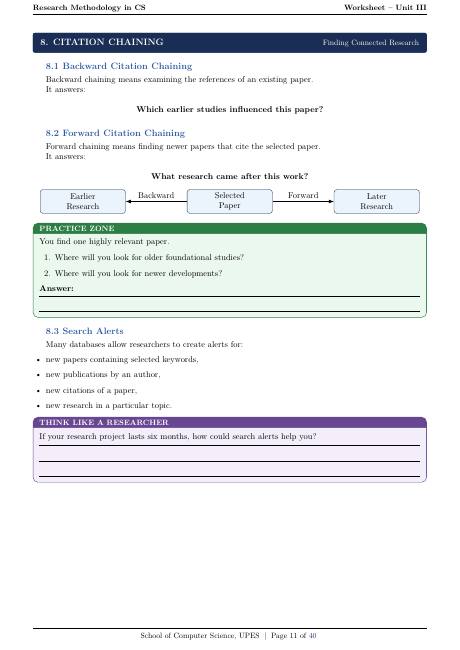 Research Methodology in CS Worksheet – Unit III
8. CITATION CHAINING Finding Connected Research
8.1 Backward Citation Chaining
Backward chaining means examining the references of an existing paper.
It answers:
Which earlier studies influenced this paper?
8.2 Forward Citation Chaining
Forward chaining means finding newer papers that cite the selected paper.
It answers:
What research came after this work?
Earlier Research Backward Selected Paper Forward Later Research
PRACTICE ZONE
You find one highly relevant paper.
1. Where will you look for older foundational studies?
2. Where will you look for newer developments?
Answer:
8.3 Search Alerts
Many databases allow researchers to create alerts for:
• new papers containing selected keywords,
• new publications by an author,
• new citations of a paper,
• new research in a particular topic.
THINK LIKE A RESEARCHER
If your research project lasts six months, how could search alerts help you?
School of Computer Science, UPES | Page 11 of 40